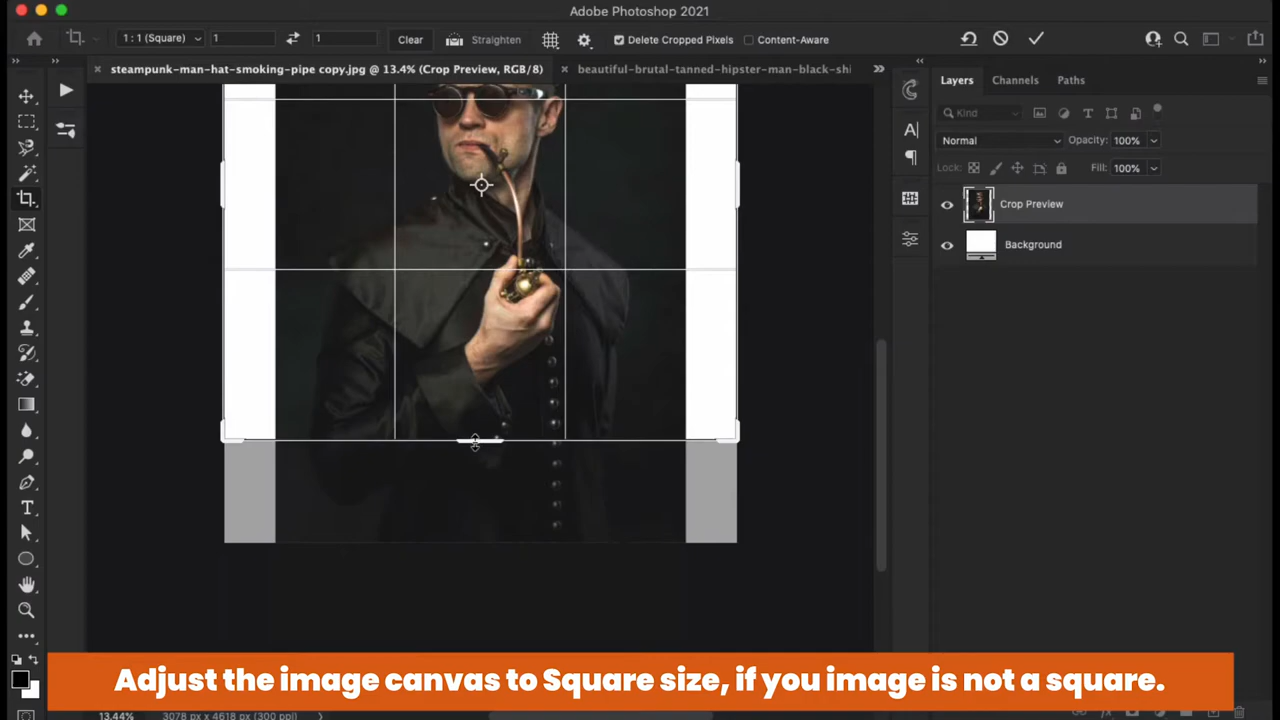 Adobe Photoshop 2021
1 : 1 (Square) 1 1 Clear Straighten Delete Cropped Pixels Content-Aware
steampunk-man-hat-smoking-pipe copy.jpg @ 13.4% (Crop Preview, RGB/8) beautiful-brutal-tanned-hipster-man-black-shi
Layers Channels Paths
Kind
Normal Opacity: 100%
Lock: Fill: 100%
Crop Preview
Background
Adjust the image canvas to Square size, if you image is not a square.
13.44% 3078 px x 4618 px (300 ppi)